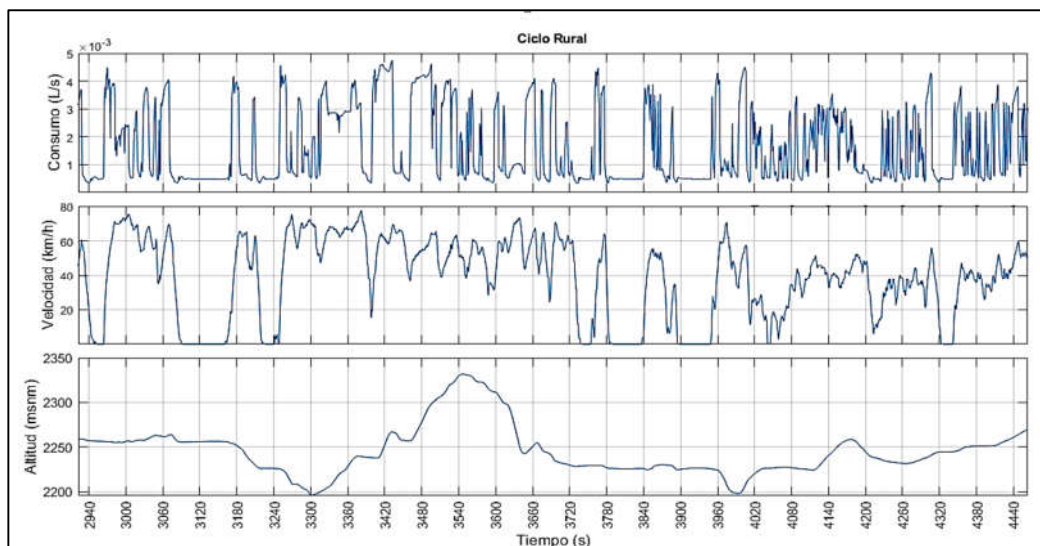 Ciclo Rural
× 10⁻³
Consumo (L/s)
5
4
3
2
1
Velocidad (km/h)
80
60
40
20
Altitud (msnm)
2350
2300
2250
2200
2940 3000 3060 3120 3180 3240 3300 3360 3420 3480 3540 3600 3660 3720 3780 3840 3900 3960 4020 4080 4140 4200 4260 4320 4380 4440
Tiempo (s)